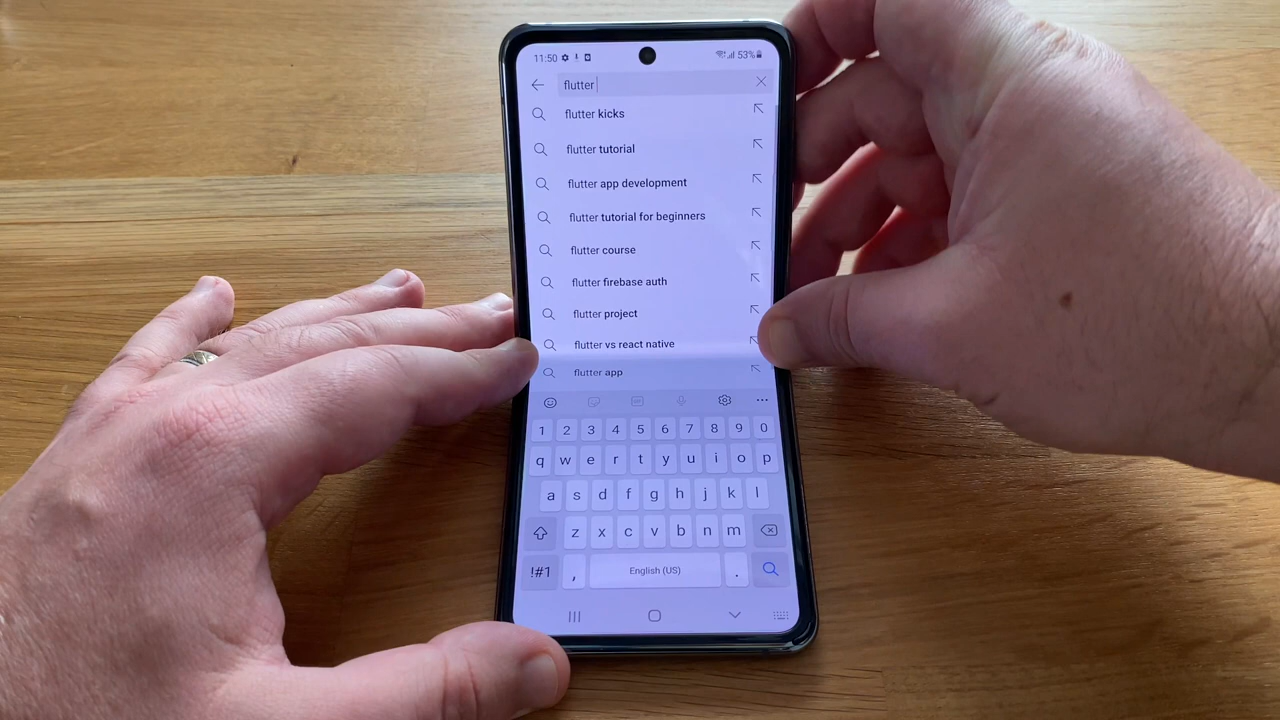 11:50 53%
flutter
flutter kicks
flutter tutorial
flutter app development
flutter tutorial for beginners
flutter course
flutter firebase auth
flutter project
flutter vs react native
flutter app
1 2 3 4 5 6 7 8 9 0
q w e r t y u i o p
a s d f g h j k l
z x c v b n m
!#1 , English (US) .